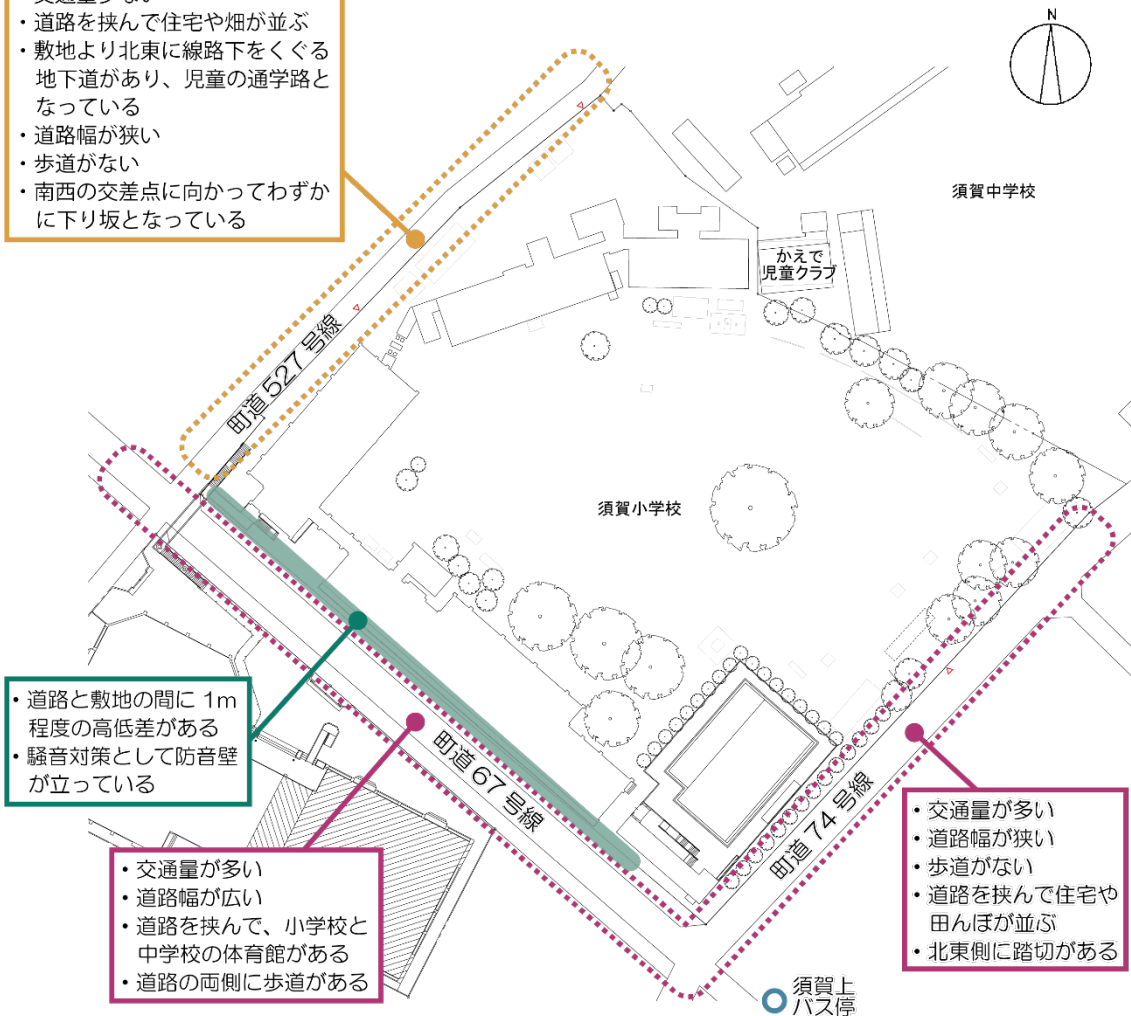 ・道路を挟んで住宅や畑が並ぶ
・敷地より北東に線路下をくぐる
地下道があり、児童の通学路と
なっている
・道路幅が狭い
・歩道がない
・南西の交差点に向かってわずか
に下り坂となっている
N
須賀中学校
かえで
児童クラブ
町道 527 号線
須賀小学校
・道路と敷地の間に 1m
程度の高低差がある
・騒音対策として防音壁
が立っている
町道 67 号線
町道 74 号線
・交通量が多い
・道路幅が広い
・道路を挟んで、小学校と
中学校の体育館がある
・道路の両側に歩道がある
・交通量が多い
・道路幅が狭い
・歩道がない
・道路を挟んで住宅や
田んぼが並ぶ
・北東側に踏切がある
須賀上
バス停